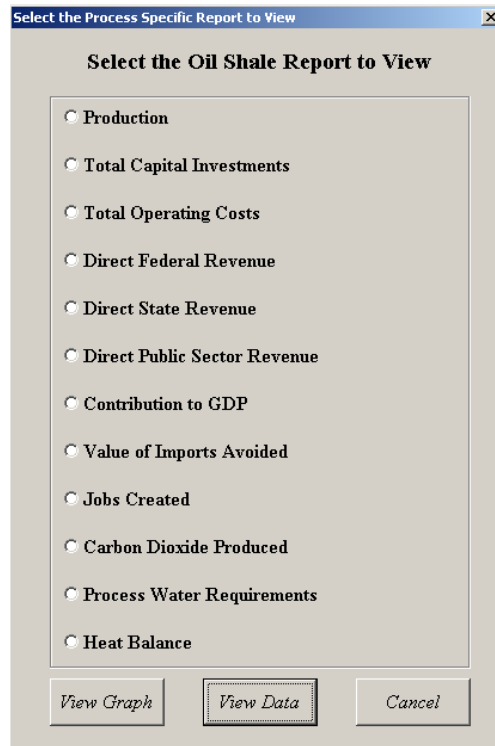 Select the Process Specific Report to View
Select the Oil Shale Report to View
Production
Total Capital Investments
Total Operating Costs
Direct Federal Revenue
Direct State Revenue
Direct Public Sector Revenue
Contribution to GDP
Value of Imports Avoided
Jobs Created
Carbon Dioxide Produced
Process Water Requirements
Heat Balance
View Graph View Data Cancel